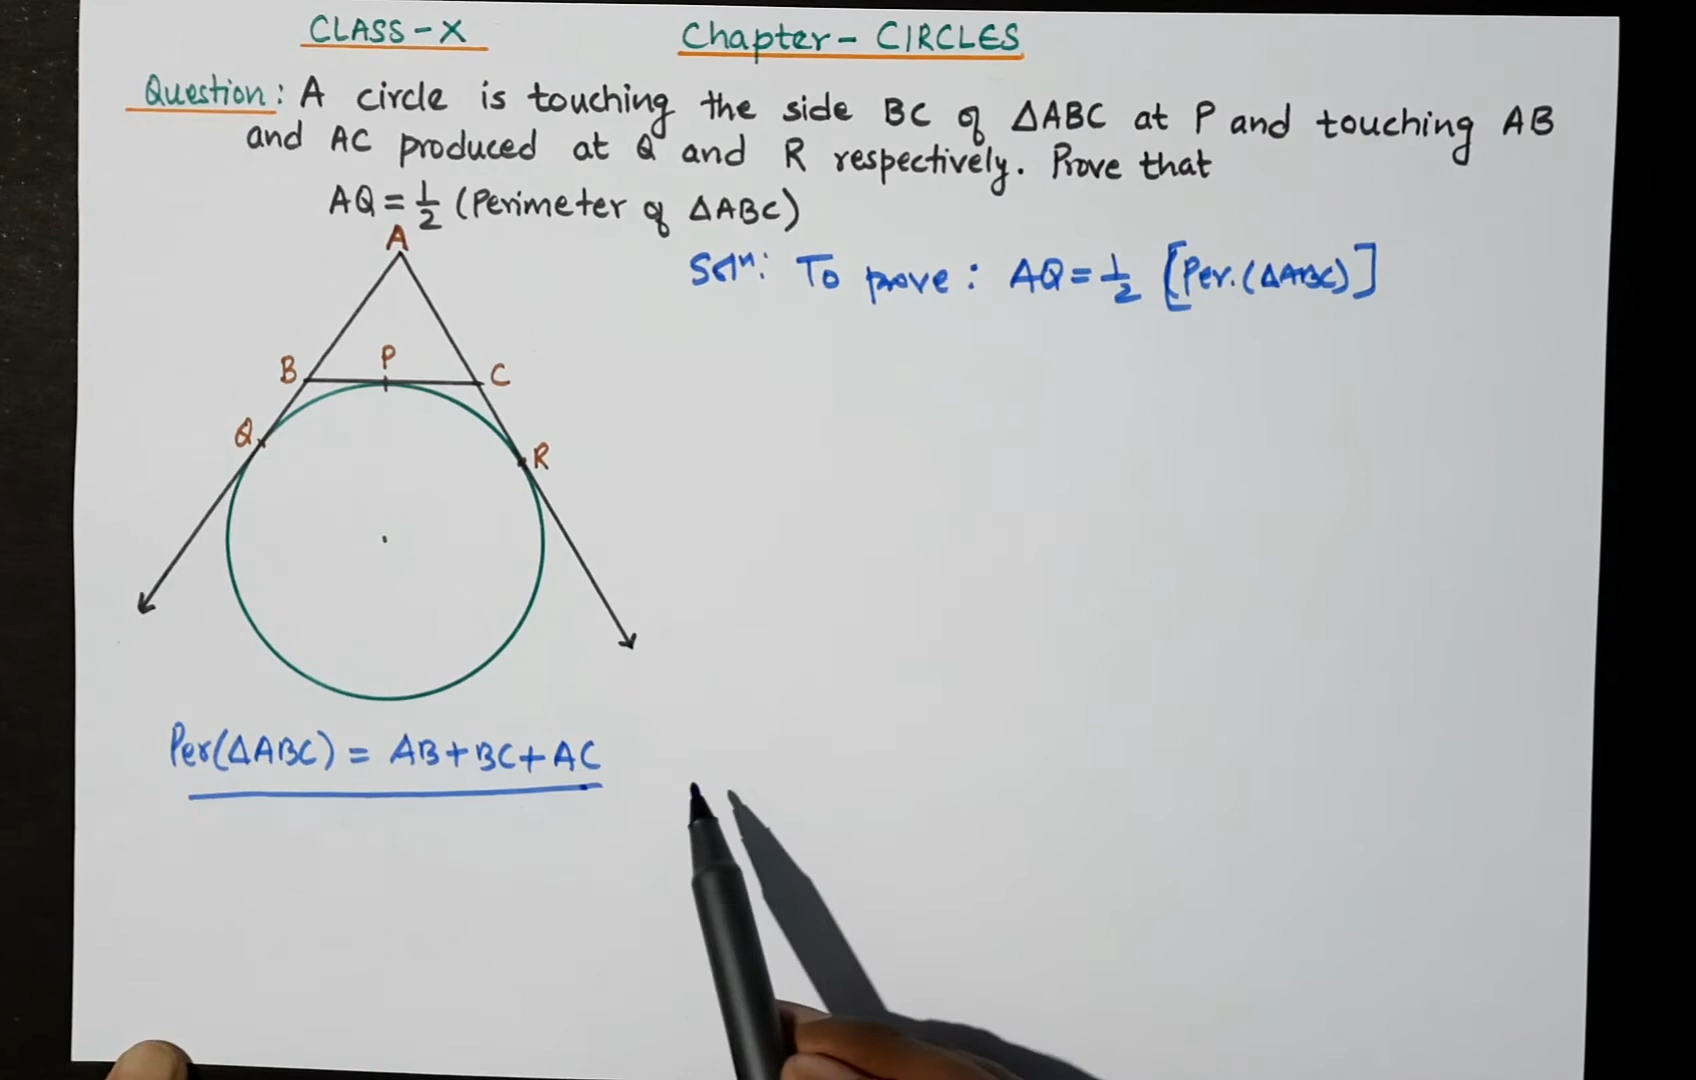 CLASS-X
Chapter- CIRCLES
Question: A circle is touching the side BC of ΔABC at P and touching AB
and AC produced at Q and R respectively. Prove that
AQ = 1/2 (Perimeter of ΔABC)
Soln: To prove: AQ = 1/2 [Per.(ΔABC)]
A
B P C
Q
R
Per(ΔABC) = AB+BC+AC